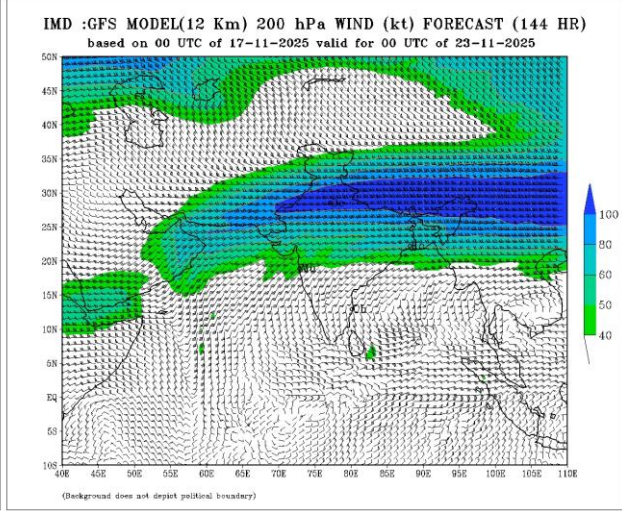 IMD :GFS MODEL(12 Km) 200 hPa WIND (kt) FORECAST (144 HR)
based on 00 UTC of 17-11-2025 valid for 00 UTC of 23-11-2025
50N
45N
40N
35N
30N
25N
20N
15N
10N
5N
EQ
5S
10S
40E 45E 50E 55E 60E 65E 70E 75E 80E 85E 90E 95E 100E 105E 110E
100
80
60
50
40
Ch
(Background does not depict political boundary)